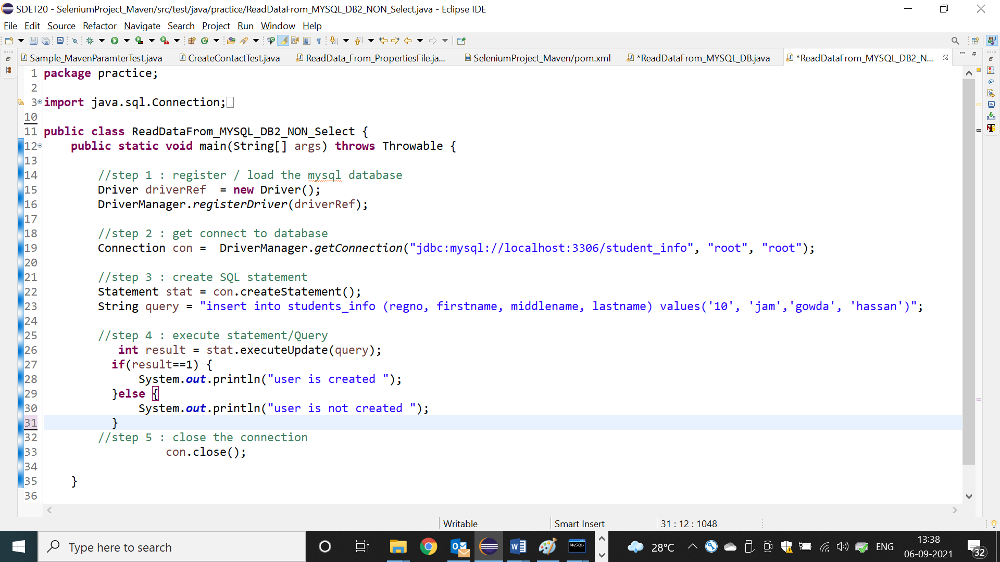 SDET20 - SeleniumProject_Maven/src/test/java/practice/ReadDataFrom_MYSQL_DB2_NON_Select.java - Eclipse IDE
File Edit Source Refactor Navigate Search Project Run Window Help
Sample_MavenParamterTest.java CreateContactTest.java ReadData_From_PropertiesFile.ja... SeleniumProject_Maven/pom.xml *ReadDataFrom_MYSQL_DB.java *ReadDataFrom_MYSQL_DB2_N...
1 package practice;
2
3 import java.sql.Connection;
10
11 public class ReadDataFrom_MYSQL_DB2_NON_Select {
12 public static void main(String[] args) throws Throwable {
13
14 //step 1 : register / load the mysql database
15 Driver driverRef  = new Driver();
16 DriverManager.registerDriver(driverRef);
17
18 //step 2 : get connect to database
19 Connection con =  DriverManager.getConnection("jdbc:mysql://localhost:3306/student_info", "root", "root");
20
21 //step 3 : create SQL statement
22 Statement stat = con.createStatement();
23 String query = "insert into students_info (regno, firstname, middlename, lastname) values('10', 'jam','gowda', 'hassan')";
24
25 //step 4 : execute statement/Query
26 int result = stat.executeUpdate(query);
27 if(result==1) {
28 System.out.println("user is created ");
29 }else {
30 System.out.println("user is not created ");
31 }
32 //step 5 : close the connection
33 con.close();
34
35 }
36
Writable Smart Insert 31 : 12 : 1048
Type here to search
MySQL
28°C
ENG
13:38
06-09-2021
32